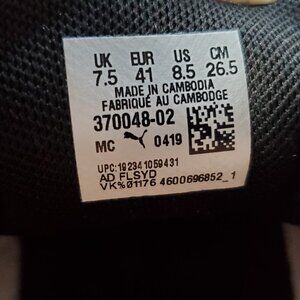 UK EUR US CM
7.5 41 8.5 26.5
MADE IN CAMBODIA
FABRIQUÉ AU CAMBODGE
370048-02
MC 0419
UPC:192341059431
AD FLSYD
VK%01176 4600696852_1